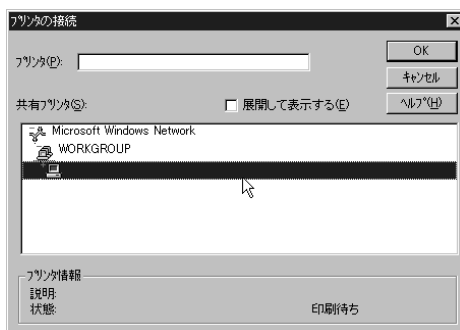 プリンタの接続
プリンタ(P):
OK
キャンセル
ヘルプ(H)
共有プリンタ(S):
展開して表示する(E)
Microsoft Windows Network
WORKGROUP
プリンタ情報
説明:
状態:
印刷待ち